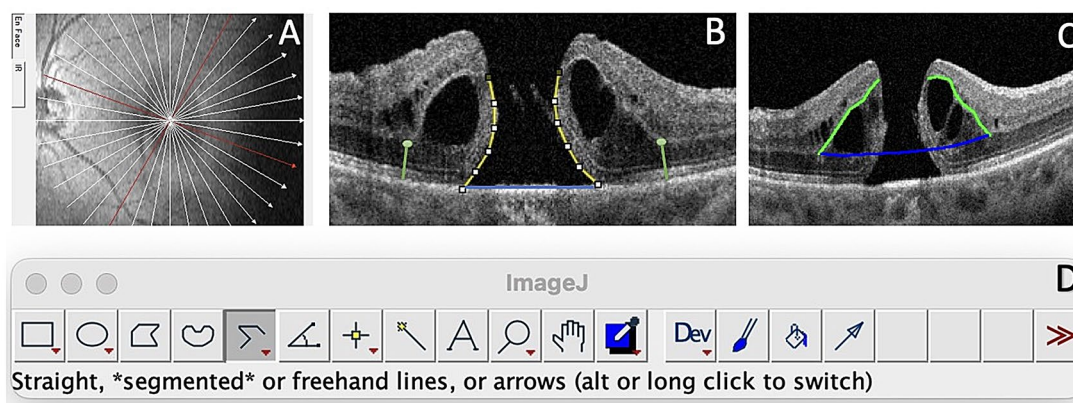 En Face
IR
A
B
C
ImageJ
D
A
Dev
Straight, *segmented* or freehand lines, or arrows (alt or long click to switch)